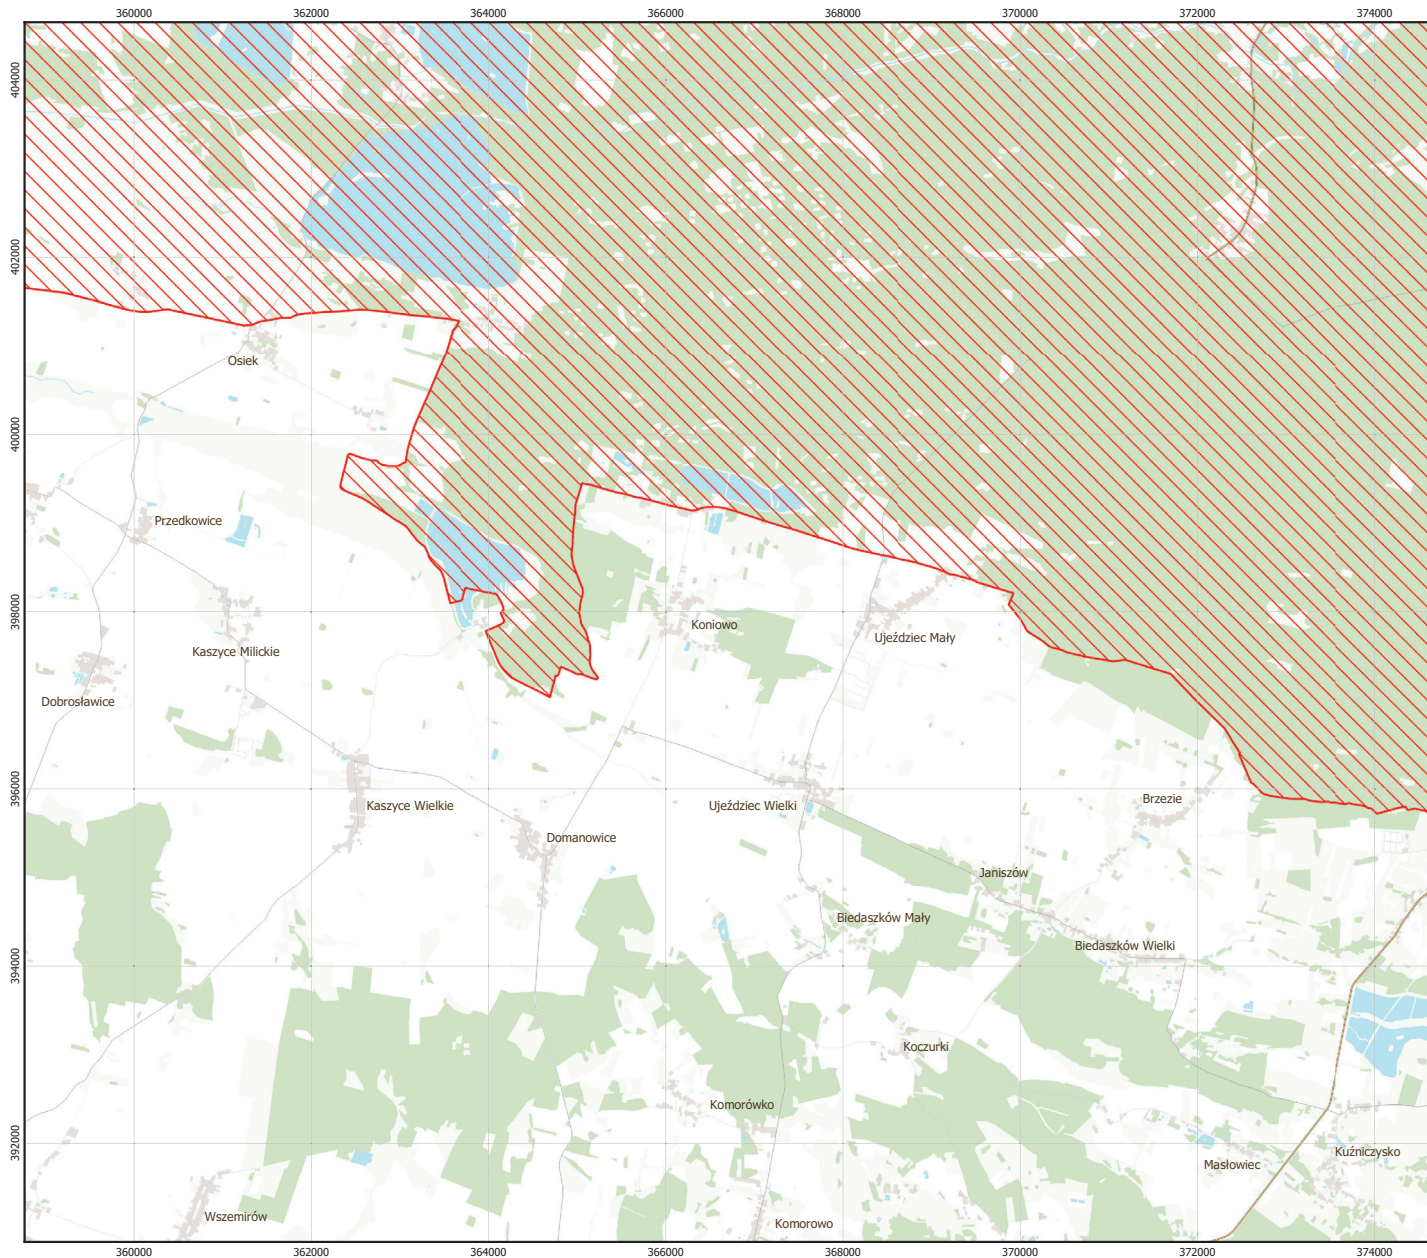 360000 362000 364000 366000 368000 370000 372000 374000
404000
402000
Osiek
400000
Przedkowice
398000
Koniowo
Ujeździec Mały
Kaszyce Milickie
Dobrosławice
396000
Kaszyce Wielkie
Ujeździec Wielki
Brzezie
Domanowice
Janiszów
Biedaszków Mały
Biedaszków Wielki
394000
Koczurki
Komorówko
392000
Masłowiec
Kuźniczysko
Wszemirów
Komorowo
360000 362000 364000 366000 368000 370000 372000 374000